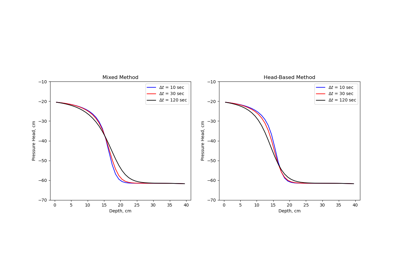 Mixed Method
Head-Based Method
Δt = 10 sec
Δt = 30 sec
Δt = 120 sec
Δt = 10 sec
Δt = 30 sec
Δt = 120 sec
Pressure Head, cm
−10
−20
−30
−40
−50
−60
−70
0 5 10 15 20 25 30 35 40
Depth, cm
Pressure Head, cm
−10
−20
−30
−40
−50
−60
−70
0 5 10 15 20 25 30 35 40
Depth, cm